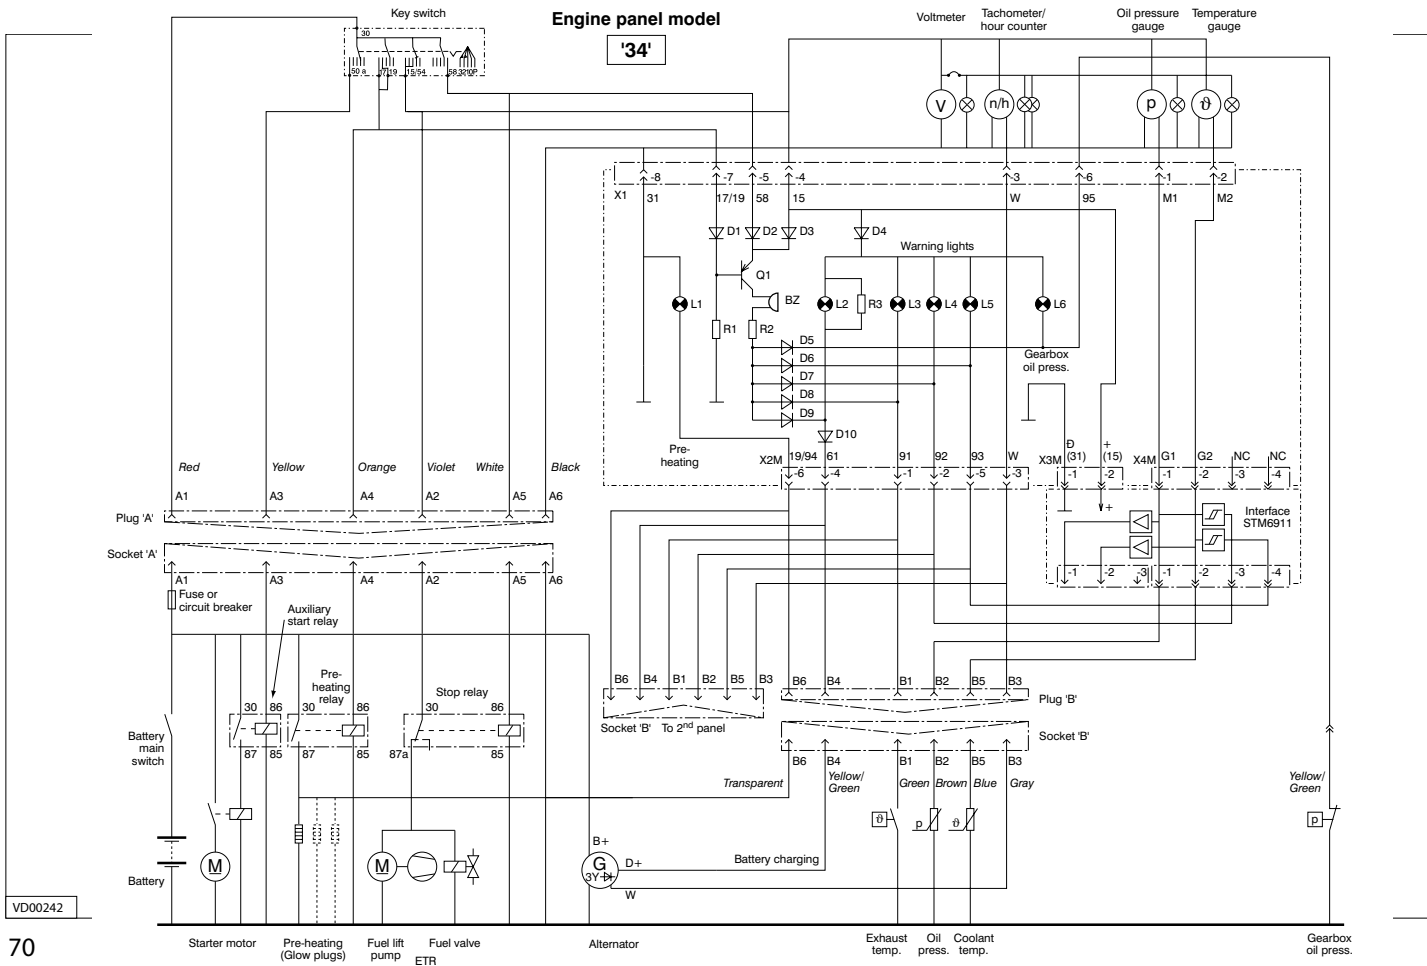 Key switch
Engine panel model
'34'
Voltmeter
Tachometer/
hour counter
Oil pressure
gauge
Temperature
gauge
30
50 a
17/19
15/54
58
3210P
V
n/h
p
ϑ
-8
-7
-5
-4
-3
-6
-1
-2
X1
31
17/19
58
15
W
95
M1
M2
D1
D2
D3
D4
Warning lights
Q1
BZ
L1
L2
R3
L3
L4
L5
L6
R1
R2
D5
D6
D7
D8
D9
D10
Gearbox
oil press.
Pre-
heating
X2M
19/94
61
91
92
93
W
X3M
Đ
(31)
+
(15)
X4M
G1
G2
NC
NC
-6
-4
-1
-2
-5
-3
-1
-2
-1
-2
-3
-4
+
Interface
STM6911
-1
-2
-3
-1
-2
-3
-4
Red
Yellow
Orange
Violet
White
Black
A1
A3
A4
A2
A5
A6
Plug 'A'
Socket 'A'
A1
A3
A4
A2
A5
A6
Fuse or
circuit breaker
Auxiliary
start relay
Pre-
heating
relay
Stop relay
30
86
30
86
30
86
87
85
87
85
87a
85
Battery
main
switch
Battery
M
M
B6
B4
B1
B2
B5
B3
Socket 'B'
To 2nd panel
B6
B4
B1
B2
B5
B3
Plug 'B'
Socket 'B'
B6
B4
B1
B2
B5
B3
Transparent
Yellow/
Green
Green
Brown
Blue
Gray
Yellow/
Green
ϑ
p
ϑ
p
B+
G
3Y
D+
W
Battery charging
VD00242
70
Starter motor
Pre-heating
(Glow plugs)
Fuel lift
pump
Fuel valve
ETR
Alternator
Exhaust
temp.
Oil
press.
Coolant
temp.
Gearbox
oil press.